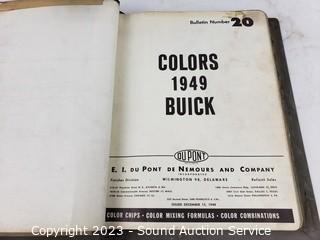 Bulletin Number 20
COLORS
1949
BUICK
DU PONT
E. I. DU PONT DE NEMOURS AND COMPANY
INCORPORATED
Finishes Division WILMINGTON 98, DELAWARE Refinish Sales
ISSUED DECEMBER 15, 1948
COLOR CHIPS - COLOR MIXING FORMULAS - COLOR COMBINATIONS
Copyright 2023 - Sound Auction Service